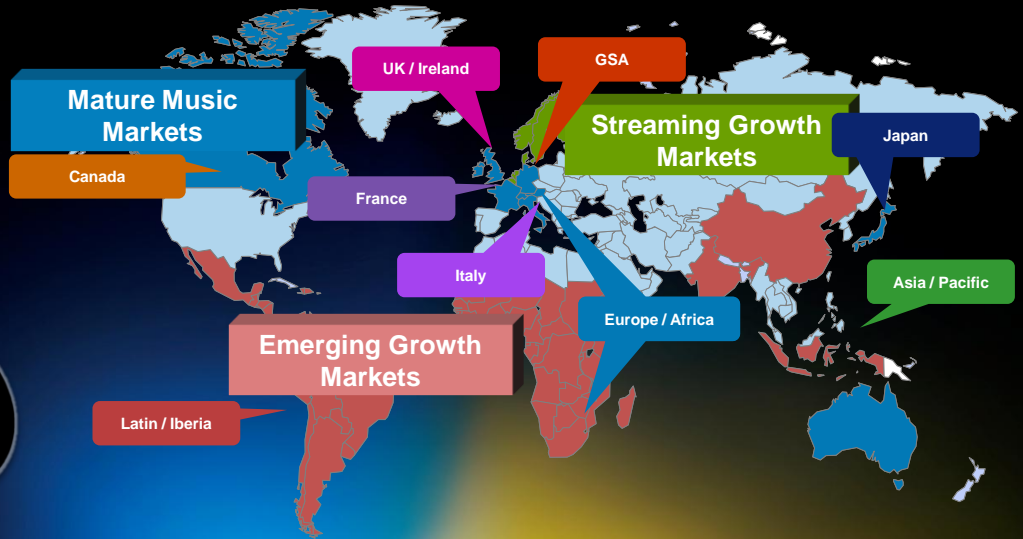 UK / Ireland
GSA
Mature Music
Markets
Streaming Growth
Markets
Japan
Canada
France
Italy
Asia / Pacific
Europe / Africa
Emerging Growth
Markets
Latin / Iberia